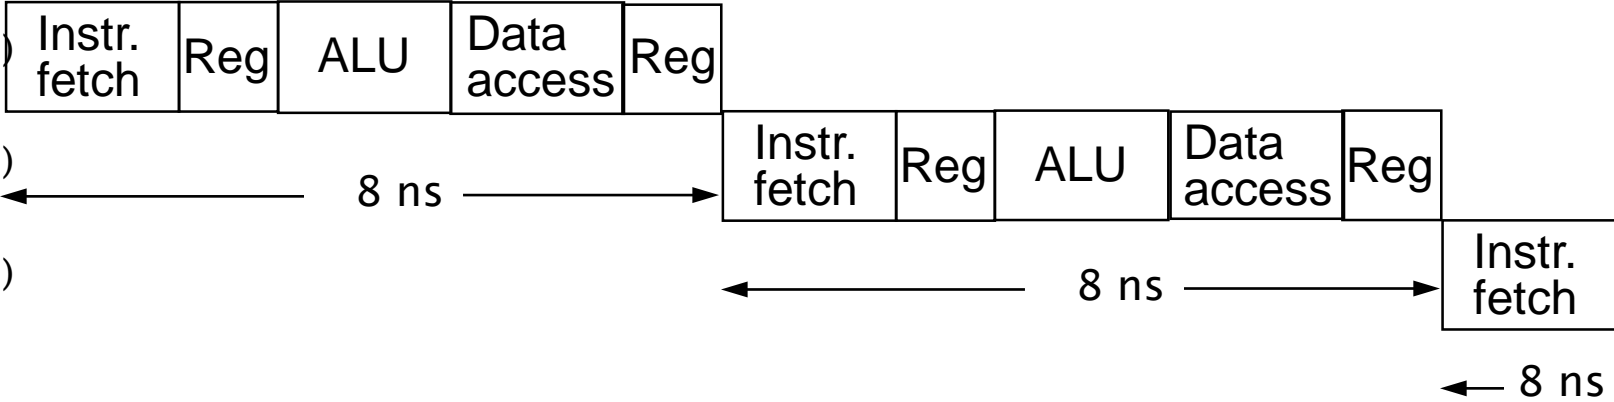 ) Instr. fetch Reg ALU Data access Reg
Instr. fetch Reg ALU Data access Reg
) 8 ns
) 8 ns
Instr. fetch
8 ns